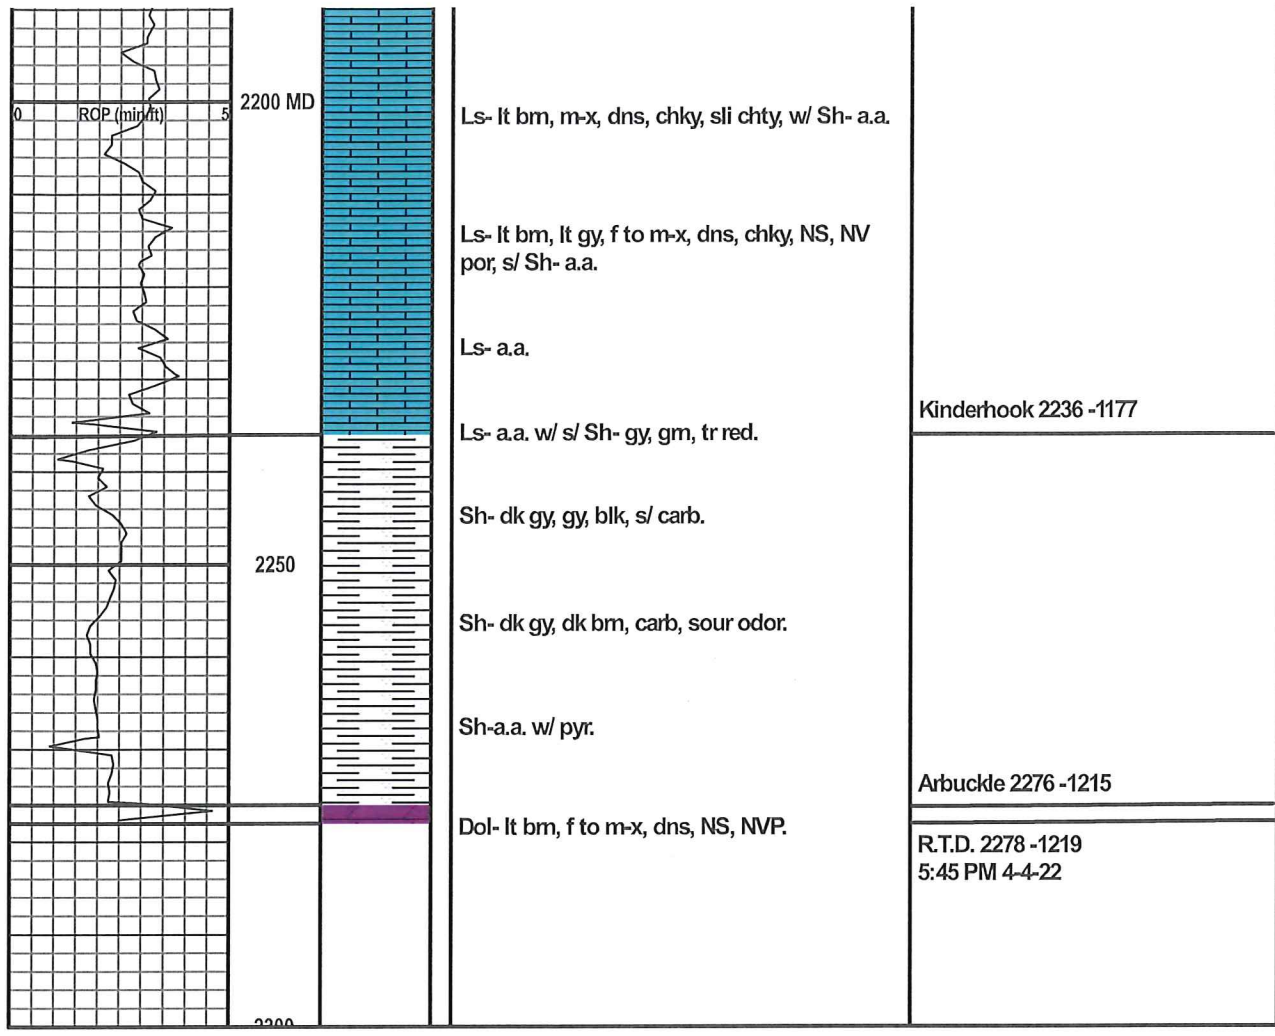 2200 MD
0 ROP (min/ft) 5
Ls- lt brn, m-x, dns, chky, sli chty, w/ Sh- a.a.
Ls- lt brn, lt gy, f to m-x, dns, chky, NS, NV
por, s/ Sh- a.a.
Ls- a.a.
Kinderhook 2236 -1177
Ls- a.a. w/ s/ Sh- gy, grn, tr red.
Sh- dk gy, gy, blk, s/ carb.
2250
Sh- dk gy, dk brn, carb, sour odor.
Sh-a.a. w/ pyr.
Arbuckle 2276 -1215
Dol- lt brn, f to m-x, dns, NS, NVP.
R.T.D. 2278 -1219
5:45 PM 4-4-22
2300